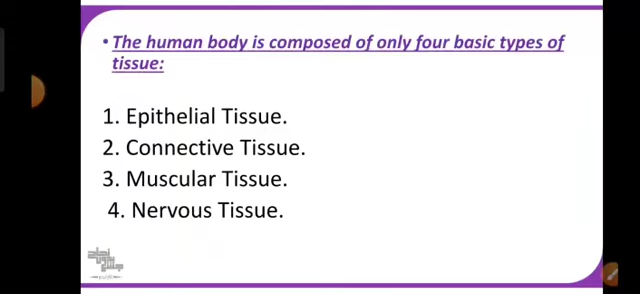 • The human body is composed of only four basic types of
tissue:
1. Epithelial Tissue.
2. Connective Tissue.
3. Muscular Tissue.
4. Nervous Tissue.